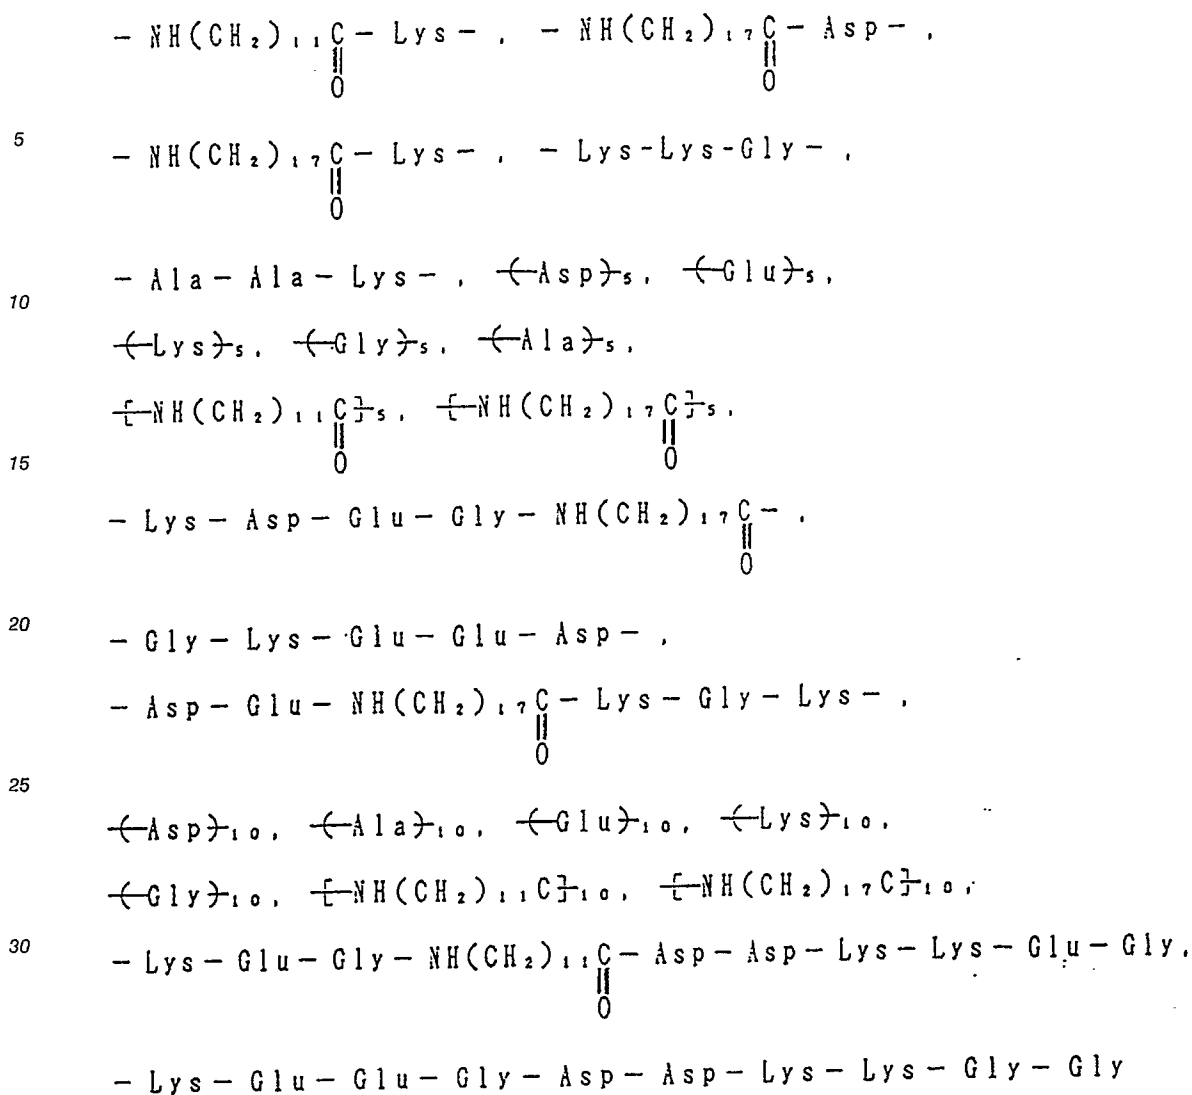 - NH(CH₂)₁₁C - Lys - , - NH(CH₂)₁₇C - Asp - ,
|| ||
O O
5 - NH(CH₂)₁₇C - Lys - , - Lys-Lys-Gly - ,
||
O
- Ala - Ala - Lys - , -(-Asp-)-₅, -(-Glu-)-₅,
10
-(-Lys-)-₅, -(-Gly-)-₅, -(-Ala-)-₅,
-[-NH(CH₂)₁₁C-]-₅, -[-NH(CH₂)₁₇C-]-₅,
|| ||
15 O O
- Lys - Asp - Glu - Gly - NH(CH₂)₁₇C - ,
||
O
20 - Gly - Lys - Glu - Glu - Asp - ,
- Asp - Glu - NH(CH₂)₁₇C - Lys - Gly - Lys - ,
||
O
25
-(-Asp-)-₁₀, -(-Ala-)-₁₀, -(-Glu-)-₁₀, -(-Lys-)-₁₀,
-(-Gly-)-₁₀, -[-NH(CH₂)₁₁C-]-₁₀, -[-NH(CH₂)₁₇C-]-₁₀,
30 - Lys - Glu - Gly - NH(CH₂)₁₁C - Asp - Asp - Lys - Lys - Glu - Gly,
||
O
- Lys - Glu - Glu - Gly - Asp - Asp - Lys - Lys - Gly - Gly